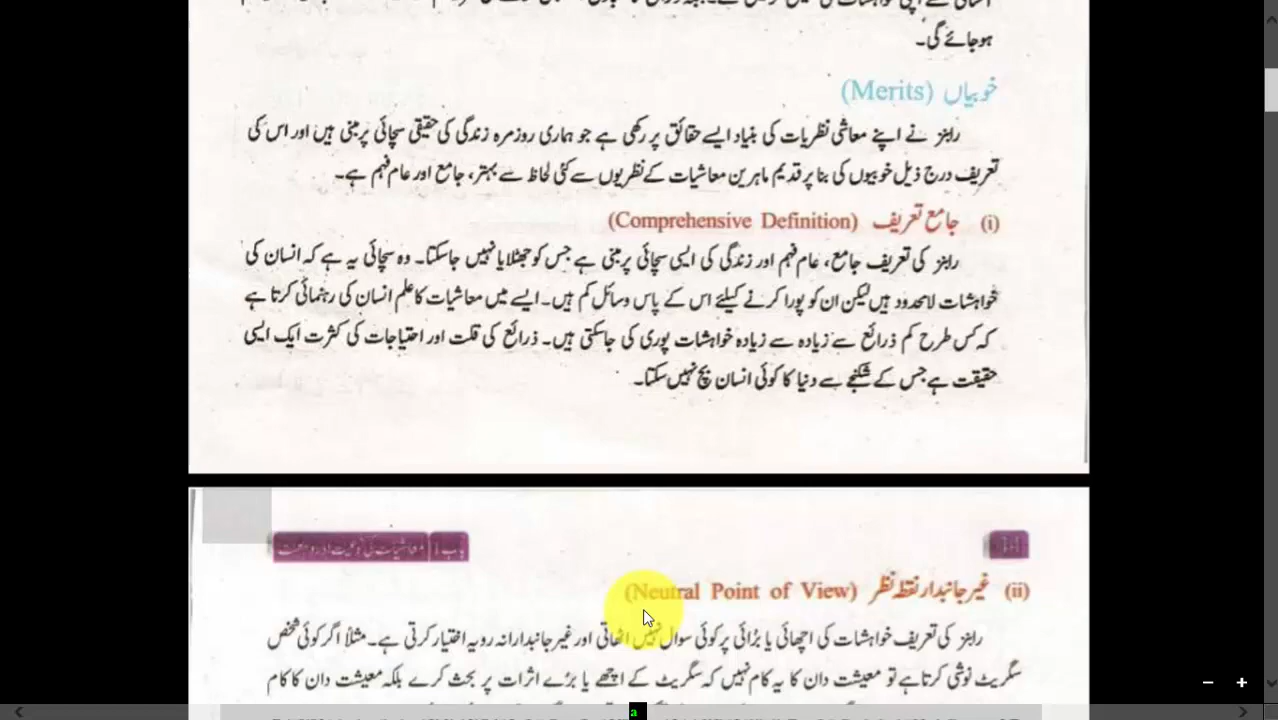 ہوجائے گی۔
خوبیاں (Merits)
رابنز نے اپنے معاشی نظریات کی بنیاد ایسے حقائق پر رکھی ہے جو ہماری روزمرہ زندگی کی حقیقی سچائی پر مبنی ہیں اور اس کی
تعریف درج ذیل خوبیوں کی بنا پر قدیم ماہرین معاشیات کے نظریوں سے کئی لحاظ سے بہتر، جامع اور عام فہم ہے۔
(i) جامع تعریف (Comprehensive Definition)
رابنز کی تعریف جامع، عام فہم اور زندگی کی ایسی سچائی پر مبنی ہے جس کو جھٹلایا نہیں جاسکتا۔ وہ سچائی یہ ہے کہ انسان کی
خواہشات لامحدود ہیں لیکن ان کو پورا کرنے کیلئے اس کے پاس وسائل کم ہیں۔ ایسے میں معاشیات کا علم انسان کی رہنمائی کرتا ہے
کہ کس طرح کم ذرائع سے زیادہ سے زیادہ خواہشات پوری کی جاسکتی ہیں۔ ذرائع کی قلت اور احتیاجات کی کثرت ایک ایسی
حقیقت ہے جس کے شکنجے سے دنیا کا کوئی انسان بچ نہیں سکتا۔
14
باب 1 معاشیات کی نوعیت اور وسعت
(ii) غیر جانبدار نقطہ نظر (Neutral Point of View)
رابنز کی تعریف خواہشات کی اچھائی یا بڑائی پر کوئی سوال نہیں اٹھاتی اور غیر جانبدارانہ رویہ اختیار کرتی ہے۔ مثلاً اگر کوئی شخص
سگریٹ نوشی کرتا ہے تو معیشت دان کا یہ کام نہیں کہ سگریٹ کے اچھے یا بڑے اثرات پر بحث کرے بلکہ معیشت دان کا کام
a